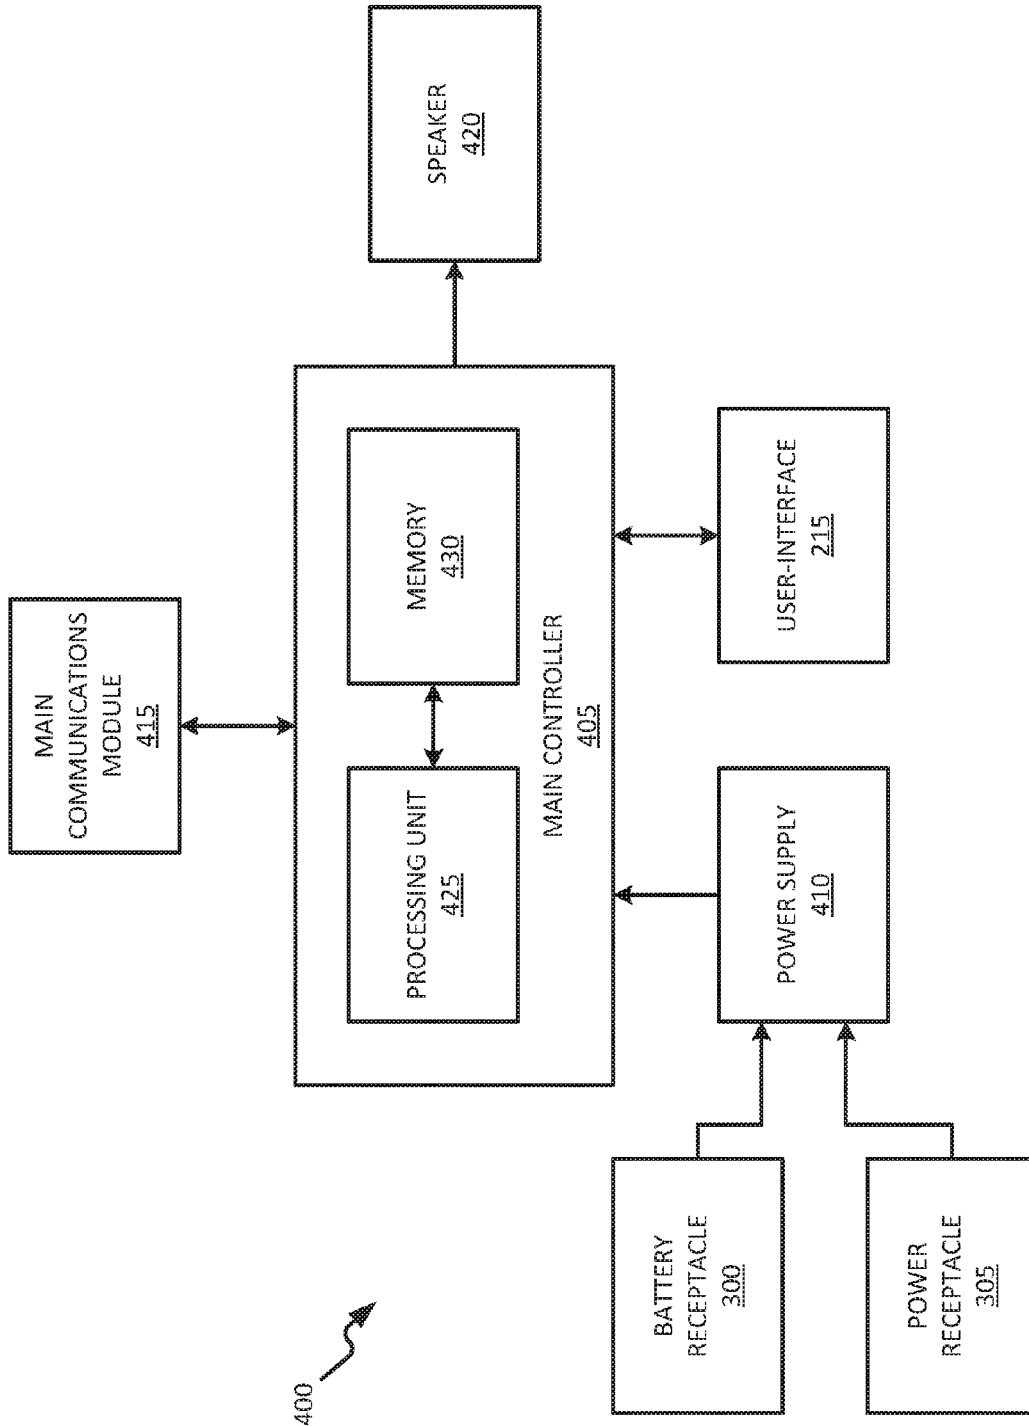 400
MAIN
COMMUNICATIONS
MODULE
415
PROCESSING UNIT
425
MEMORY
430
MAIN CONTROLLER
405
SPEAKER
420
BATTERY
RECEPTACLE
300
POWER
RECEPTACLE
305
POWER SUPPLY
410
USER-INTERFACE
215